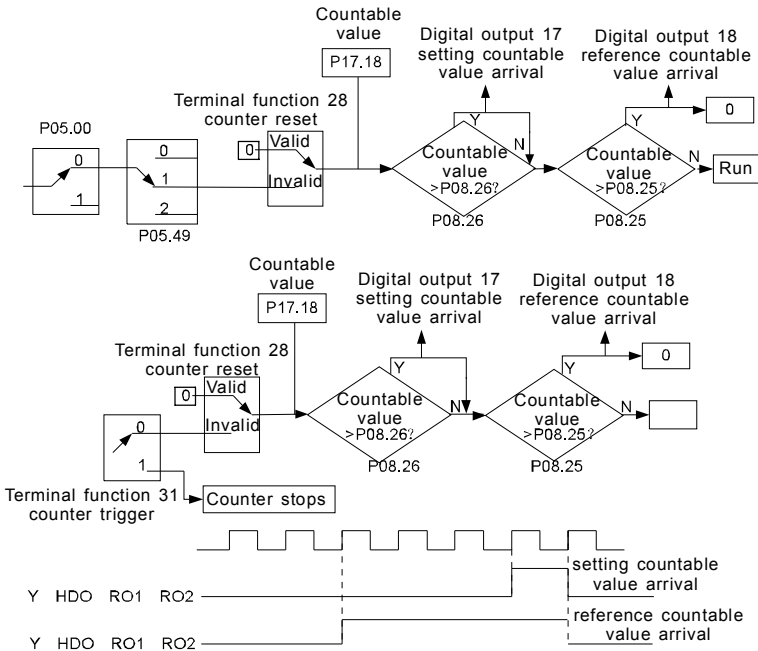 Countable
value
P17.18
Digital output 17
setting countable
value arrival
Digital output 18
reference countable
value arrival
Terminal function 28
counter reset
P05.00
0
1
0
1
2
P05.49
0
Valid
Invalid
Y
N
Countable
value
>P08.26?
P08.26
Y
0
N
Countable
value
>P08.25?
P08.25
Run
Countable
value
P17.18
Digital output 17
setting countable
value arrival
Digital output 18
reference countable
value arrival
Terminal function 28
counter reset
0
Valid
Invalid
0
1
Terminal function 31
counter trigger
Counter stops
Y
N
Countable
value
>P08.26?
P08.26
Y
0
N
Countable
value
>P08.25?
P08.25
setting countable
value arrival
Y HDO RO1 RO2
reference countable
value arrival
Y HDO RO1 RO2